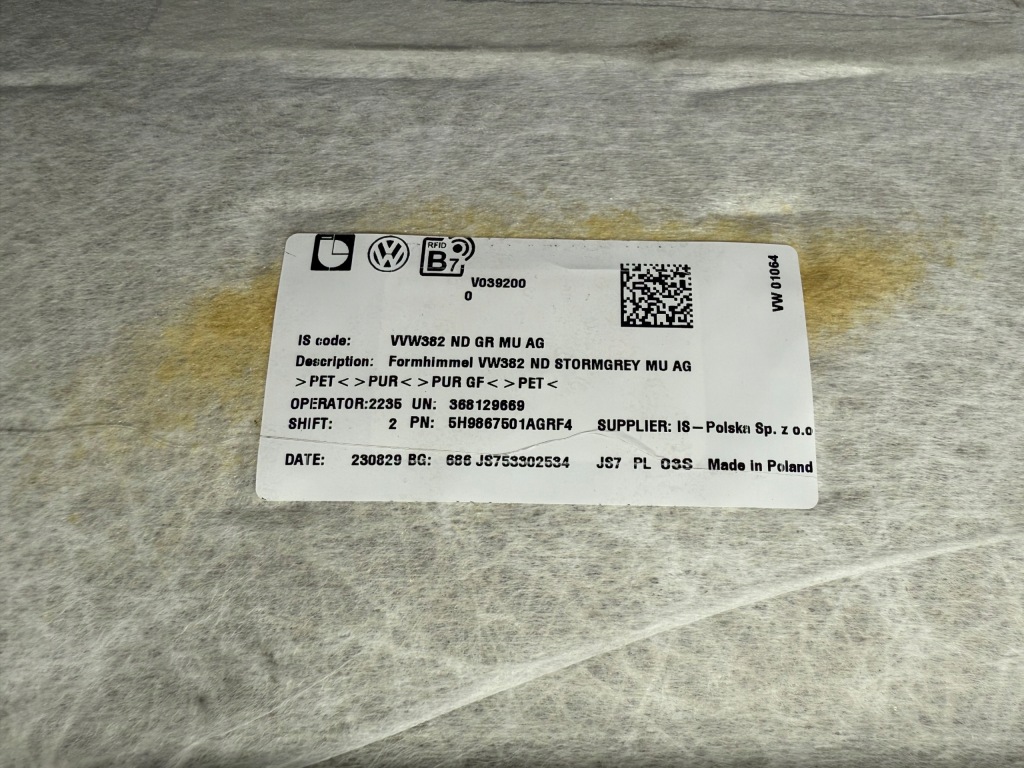 RFID
B7
V039200
0
VW 01064
IS code: VVW382 ND GR MU AG
Description: Formhimmel VW382 ND STORMGREY MU AG
>PET<>PUR<>PUR GF<>PET<
OPERATOR:2235 UN: 368129669
SHIFT: 2 PN: 5H9867501AGRF4 SUPPLIER: IS-Polska Sp. z o.o
DATE: 230829 BG: 686 JS753302534 JS7 PL 03S Made in Poland